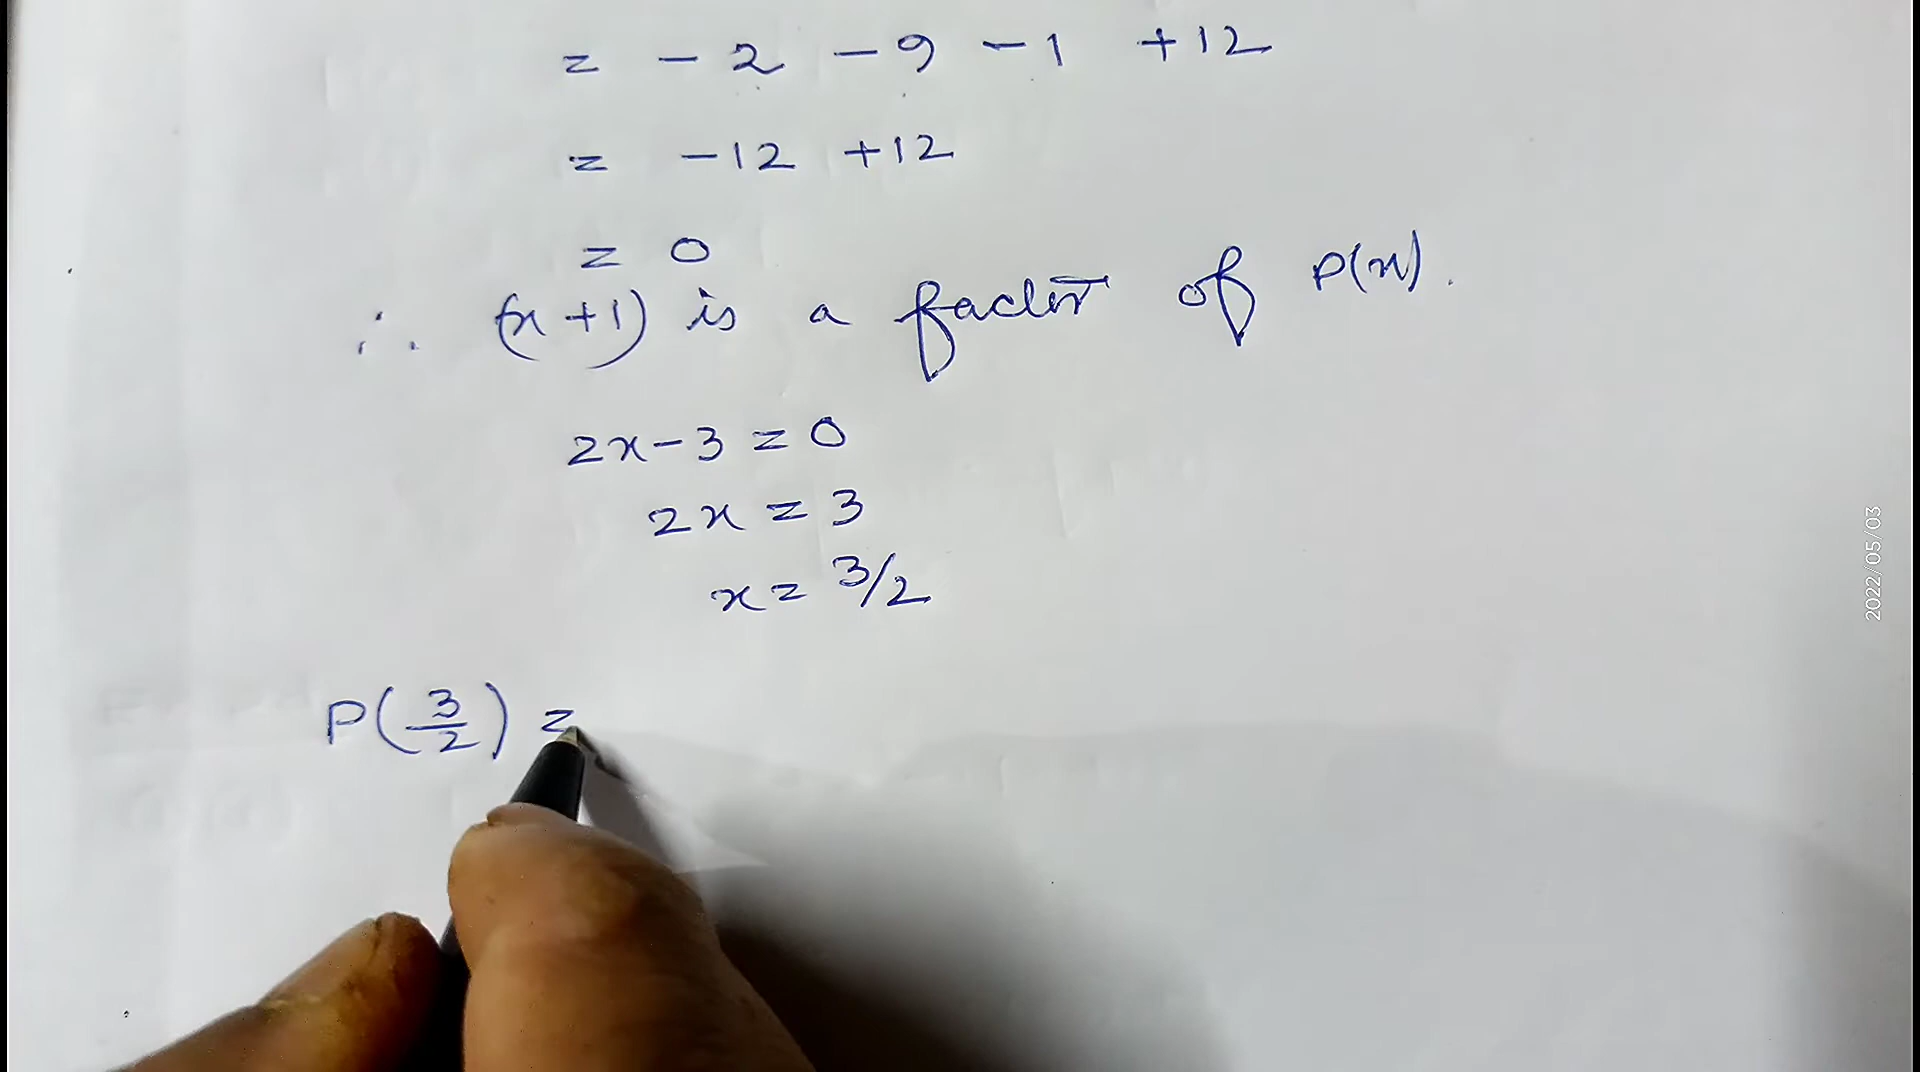 = - 2 - 9 - 1 + 12
= -12 +12
= 0
∴ (x+1) is a factor of P(x).
2x-3 = 0
2x = 3
x = 3/2
P(3/2) =
2022/05/03